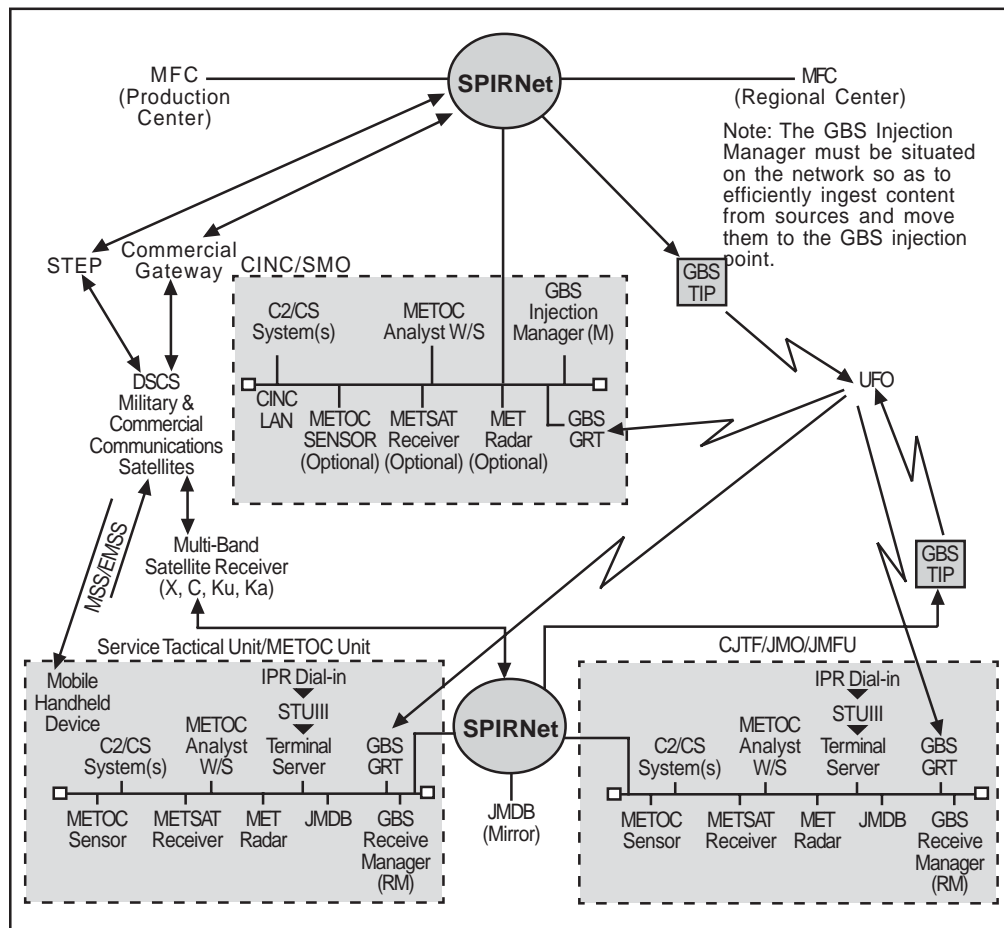 SPIRNet
MFC
(Production
Center)
MFC
(Regional Center)
Note: The GBS Injection
Manager must be situated
on the network so as to
efficiently ingest content
from sources and move
them to the GBS injection
point.
STEP
Commercial
Gateway
GBS
TIP
CINC/SMO
C2/CS
System(s)
METOC
Analyst W/S
GBS
Injection
Manager (M)
CINC
LAN
METOC
SENSOR
(Optional)
METSAT
Receiver
(Optional)
MET
Radar
(Optional)
GBS
GRT
UFO
DSCS
Military &
Commercial
Communications
Satellites
MSS/EMSS
Multi-Band
Satellite Receiver
(X, C, Ku, Ka)
GBS
TIP
Service Tactical Unit/METOC Unit
Mobile
Handheld
Device
C2/CS
System(s)
METOC
Analyst
W/S
IPR Dial-in
STUIII
Terminal
Server
GBS
GRT
METOC
Sensor
METSAT
Receiver
MET
Radar
JMDB
GBS
Receive
Manager
(RM)
SPIRNet
JMDB
(Mirror)
CJTF/JMO/JMFU
C2/CS
System(s)
METOC
Analyst
W/S
IPR Dial-in
STUIII
Terminal
Server
GBS
GRT
METOC
Sensor
METSAT
Receiver
MET
Radar
JMDB
GBS
Receive
Manager
(RM)